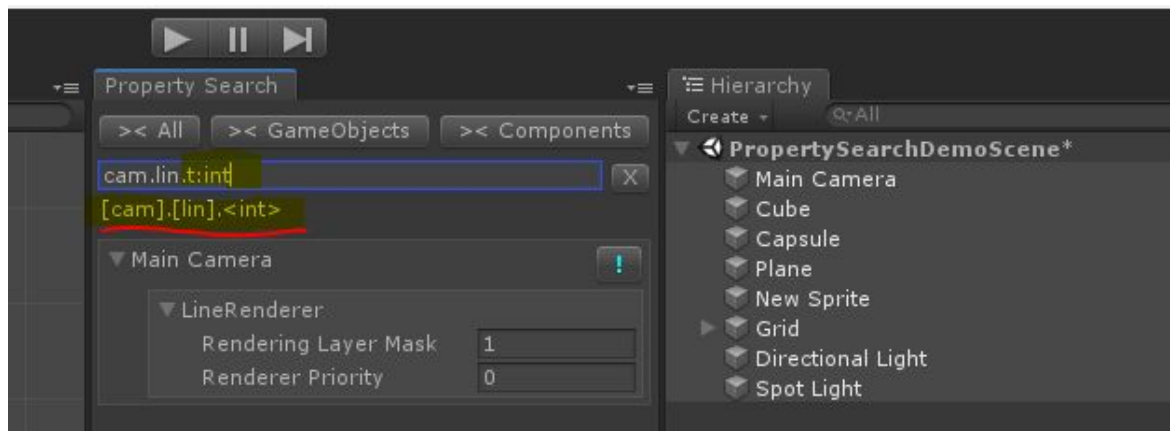 Property Search
>< All >< GameObjects >< Components
cam.lin.t:int X
[cam].[lin].<int>
Main Camera !
LineRenderer
Rendering Layer Mask 1
Renderer Priority 0
Hierarchy
Create All
PropertySearchDemoScene*
Main Camera
Cube
Capsule
Plane
New Sprite
Grid
Directional Light
Spot Light